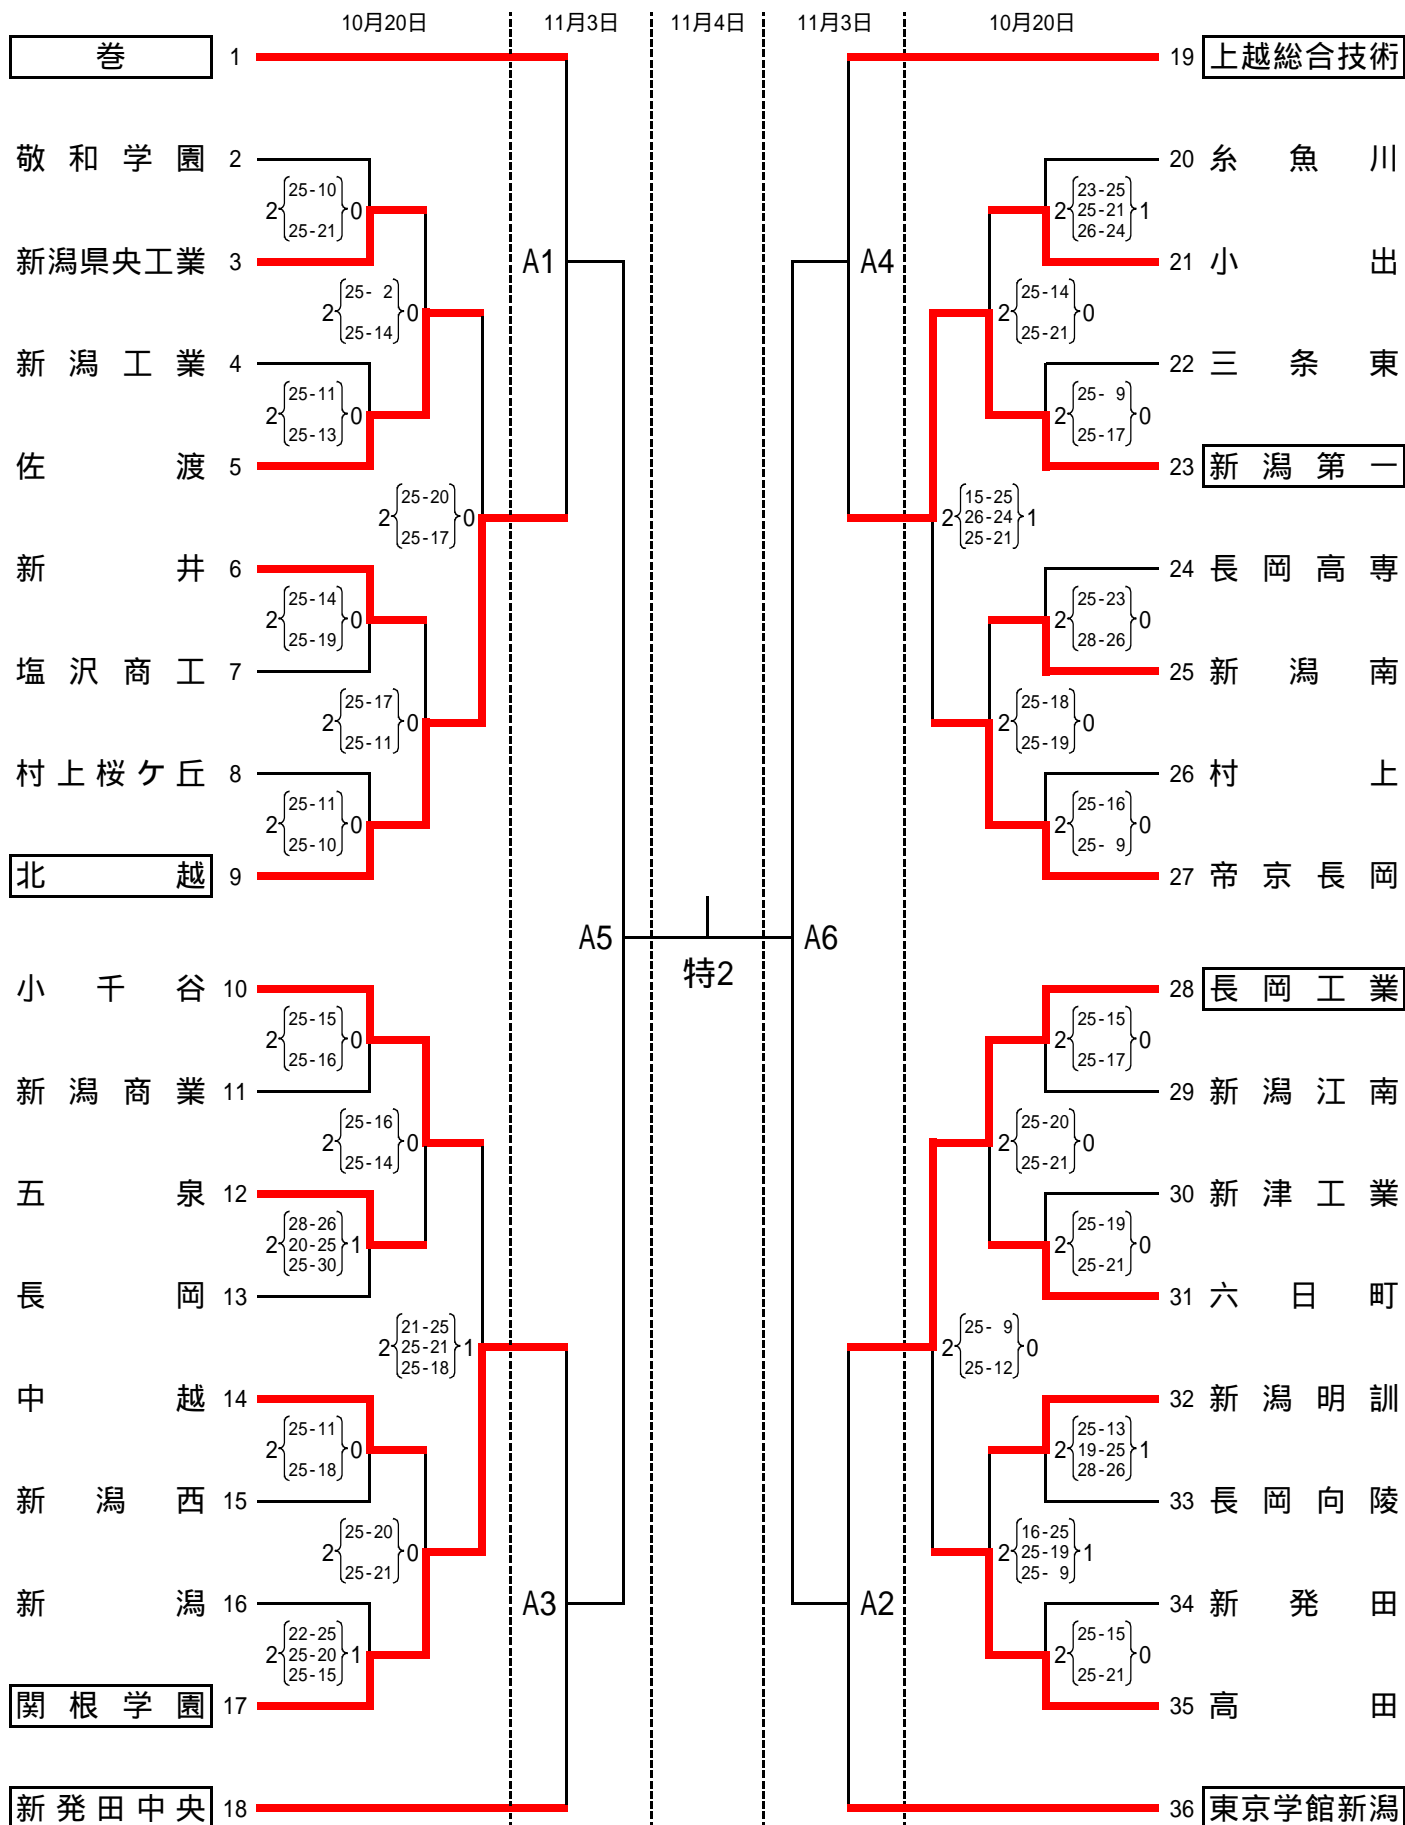 10月20日 11月3日 11月4日 11月3日 10月20日
巻 1
19 上越総合技術
敬和学園 2
20 糸魚川
2 25-10 25-21 0
2 23-25 25-21 26-24 1
新潟県央工業 3
A1
A4
21 小出
2 25- 2 25-14 0
2 25-14 25-21 0
新潟工業 4
22 三条東
2 25-11 25-13 0
2 25- 9 25-17 0
佐渡 5
23 新潟第一
2 25-20 25-17 0
2 15-25 26-24 25-21 1
新井 6
24 長岡高専
2 25-14 25-19 0
2 25-23 28-26 0
塩沢商工 7
25 新潟南
2 25-17 25-11 0
2 25-18 25-19 0
村上桜ケ丘 8
26 村上
2 25-11 25-10 0
2 25-16 25- 9 0
北越 9
27 帝京長岡
A5
A6
特2
小千谷 10
28 長岡工業
2 25-15 25-16 0
2 25-15 25-17 0
新潟商業 11
29 新潟江南
2 25-16 25-14 0
2 25-20 25-21 0
五泉 12
30 新津工業
2 28-26 20-25 25-30 1
2 25-19 25-21 0
長岡 13
31 六日町
2 21-25 25-21 25-18 1
2 25- 9 25-12 0
中越 14
32 新潟明訓
2 25-11 25-18 0
2 25-13 19-25 28-26 1
新潟西 15
33 長岡向陵
2 25-20 25-21 0
2 16-25 25-19 25- 9 1
新潟 16
A3
A2
34 新発田
2 22-25 25-20 25-15 1
2 25-15 25-21 0
関根学園 17
35 高田
新発田中央 18
36 東京学館新潟